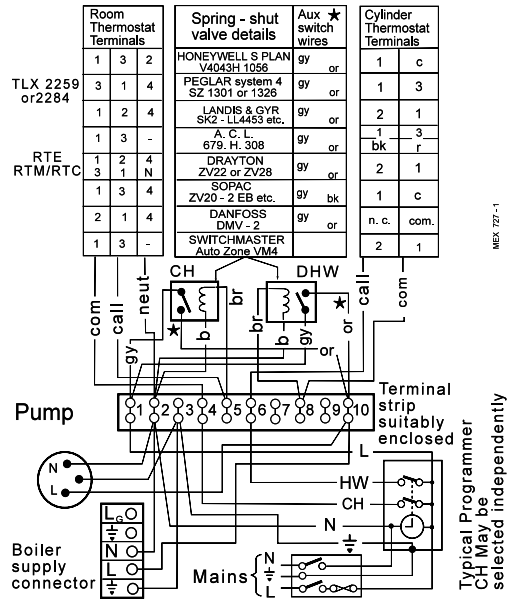 Room Thermostat Terminals
Spring - shut valve details
Aux ★ switch wires
Cylinder Thermostat Terminals
1 3 2 HONEYWELL S PLAN V4043H 1056 gy or 1 c
TLX 2259 or2284 3 1 4 PEGLAR system 4 SZ 1301 or 1326 gy or 1 3
1 2 4 LANDIS & GYR SK2 - LL4453 etc. gy or 2 1
1 3 - A. C. L. 679. H. 308 gy or 1 bk 3 r
RTE RTM/RTC 1 2 4 3 1 N DRAYTON ZV22 or ZV28 gy or 2 1
1 3 4 SOPAC ZV20 - 2 EB etc. gy bk 1 c
2 1 4 DANFOSS DMV - 2 gy or n. c. com.
1 3 - SWITCHMASTER Auto Zone VM4 2 1
MEX 727 - 1
CH DHW
com call neut br br call com
★ ★
gy b b gy or or
1 2 3 4 5 6 7 8 9 10
Terminal strip suitably enclosed
Pump
L
N
L
HW
CH
N
LG
N
L
Boiler supply connector
Mains
N
L
Typical Programmer CH May be selected independently